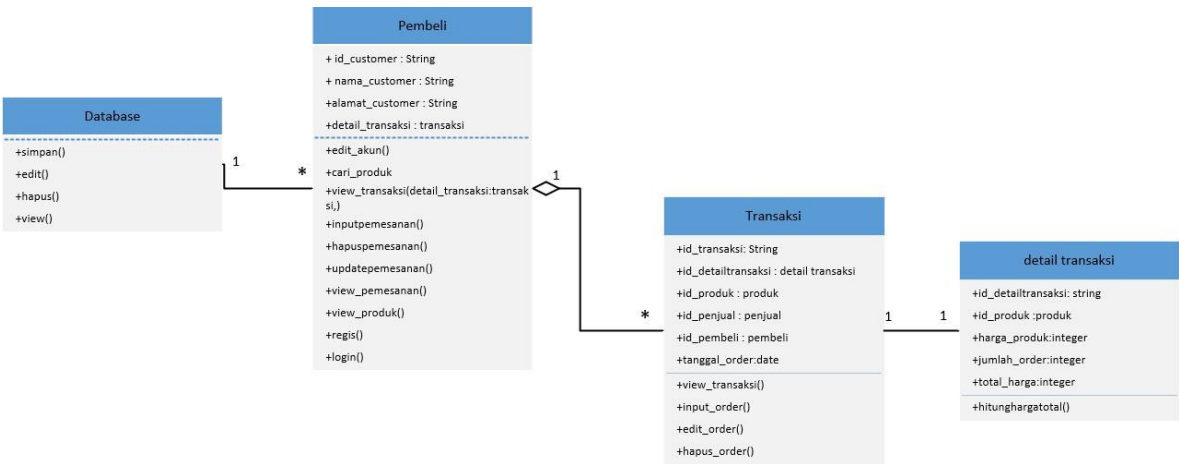 Database
+simpan()
+edit()
+hapus()
+view()
1
*
Pembeli
+ id_customer : String
+ nama_customer : String
+alamat_customer : String
+detail_transaksi : transaksi
+edit_akun()
+cari_produk
+view_transaksi(detail_transaksi:transak
si,)
+inputpemesanan()
+hapuspemesanan()
+updatepemesanan()
+view_pemesanan()
+view_produk()
+regis()
+login()
1
*
Transaksi
+id_transaksi: String
+id_detailtransaksi : detail transaksi
+id_produk : produk
+id_penjual : penjual
+id_pembeli : pembeli
+tanggal_order:date
+view_transaksi()
+input_order()
+edit_order()
+hapus_order()
1
1
detail transaksi
+id_detailtransaksi: string
+id_produk :produk
+harga_produk:integer
+jumlah_order:integer
+total_harga:integer
+hitunghargatotal()